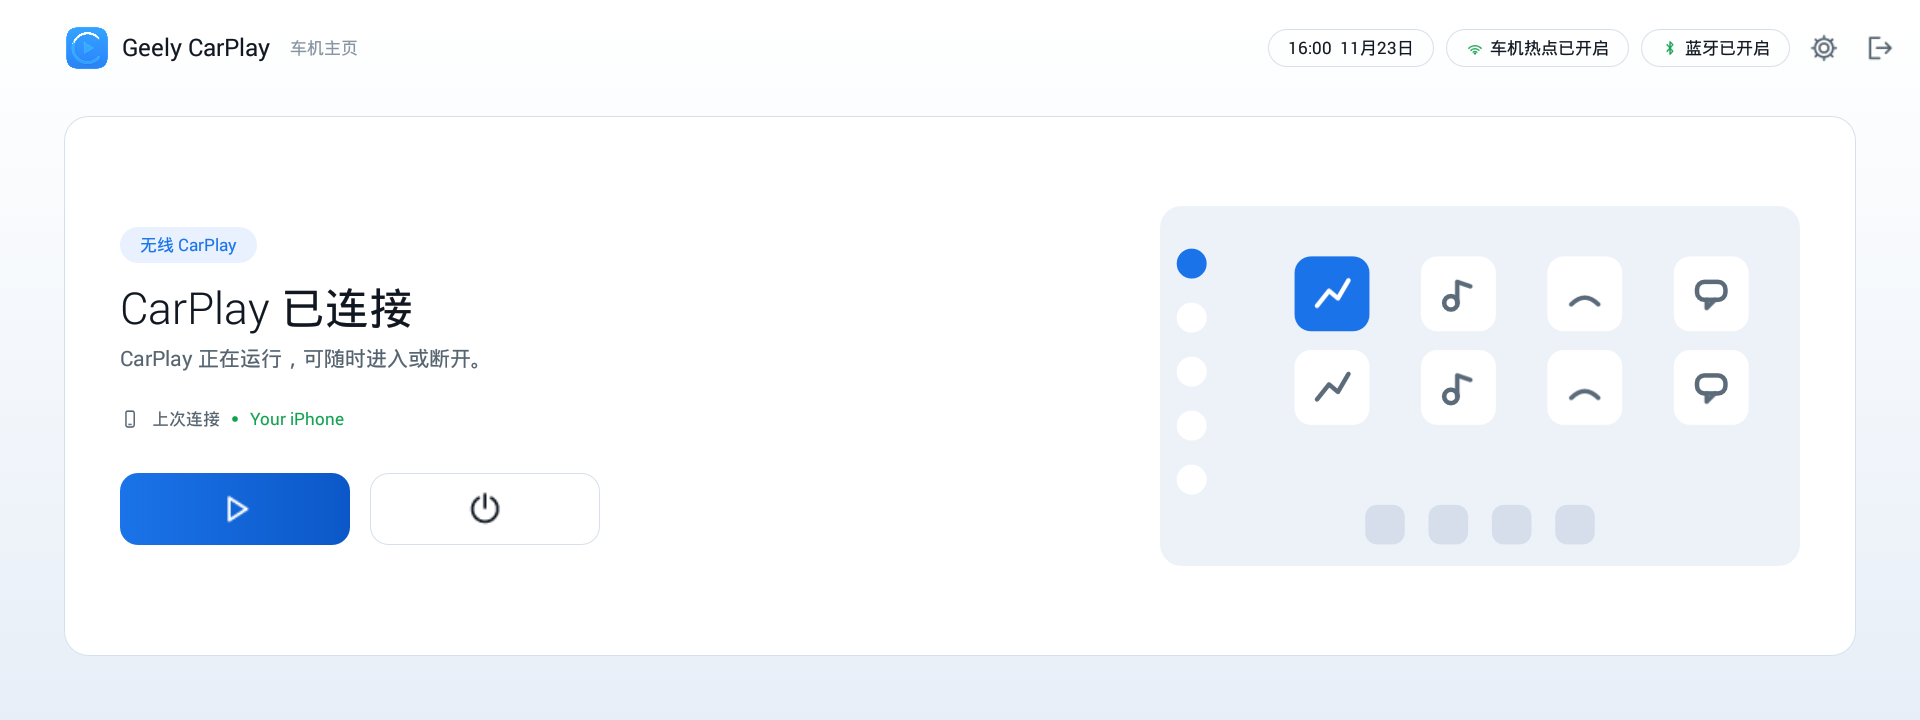 Geely CarPlay 车机主页
16:00 11月23日
车机热点已开启
蓝牙已开启
无线 CarPlay
CarPlay 已连接
CarPlay 正在运行，可随时进入或断开。
上次连接 • Your iPhone